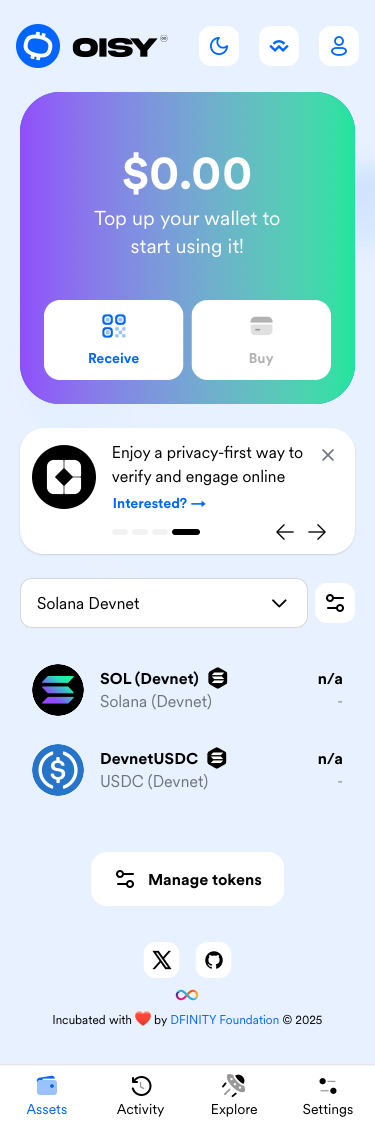 OISY
$0.00
Top up your wallet to
start using it!
Receive
Buy
Enjoy a privacy-first way to
verify and engage online
Interested? →
Solana Devnet
SOL (Devnet)
n/a
Solana (Devnet)
-
DevnetUSDC
n/a
USDC (Devnet)
-
Manage tokens
Incubated with ❤️ by DFINITY Foundation © 2025
Assets
Activity
Explore
Settings